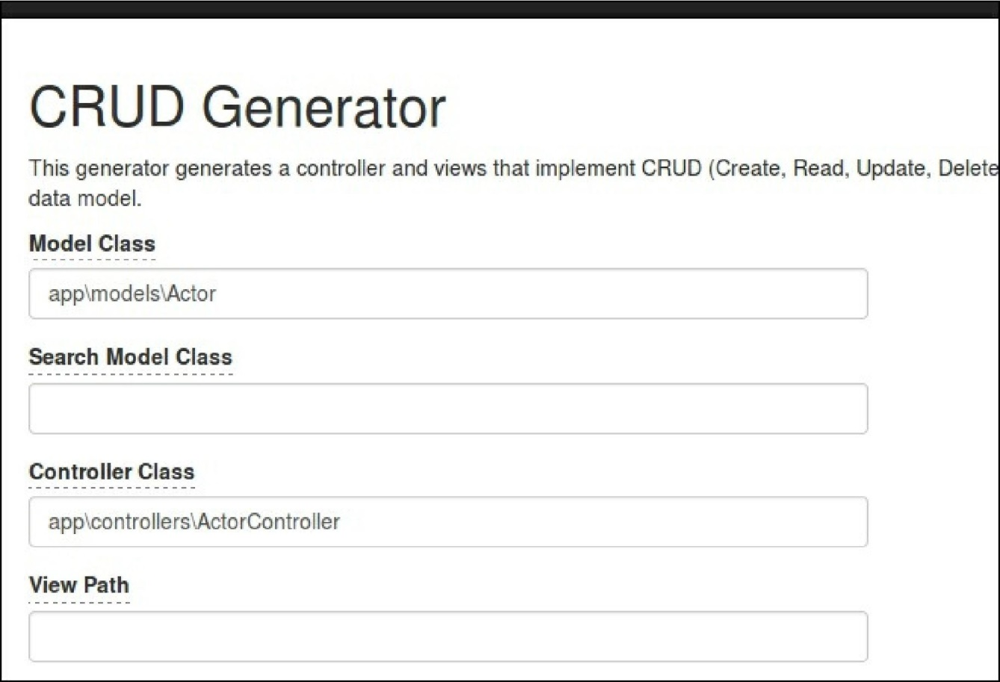 CRUD Generator
This generator generates a controller and views that implement CRUD (Create, Read, Update, Delete
data model.
Model Class
app\models\Actor
Search Model Class
Controller Class
app\controllers\ActorController
View Path